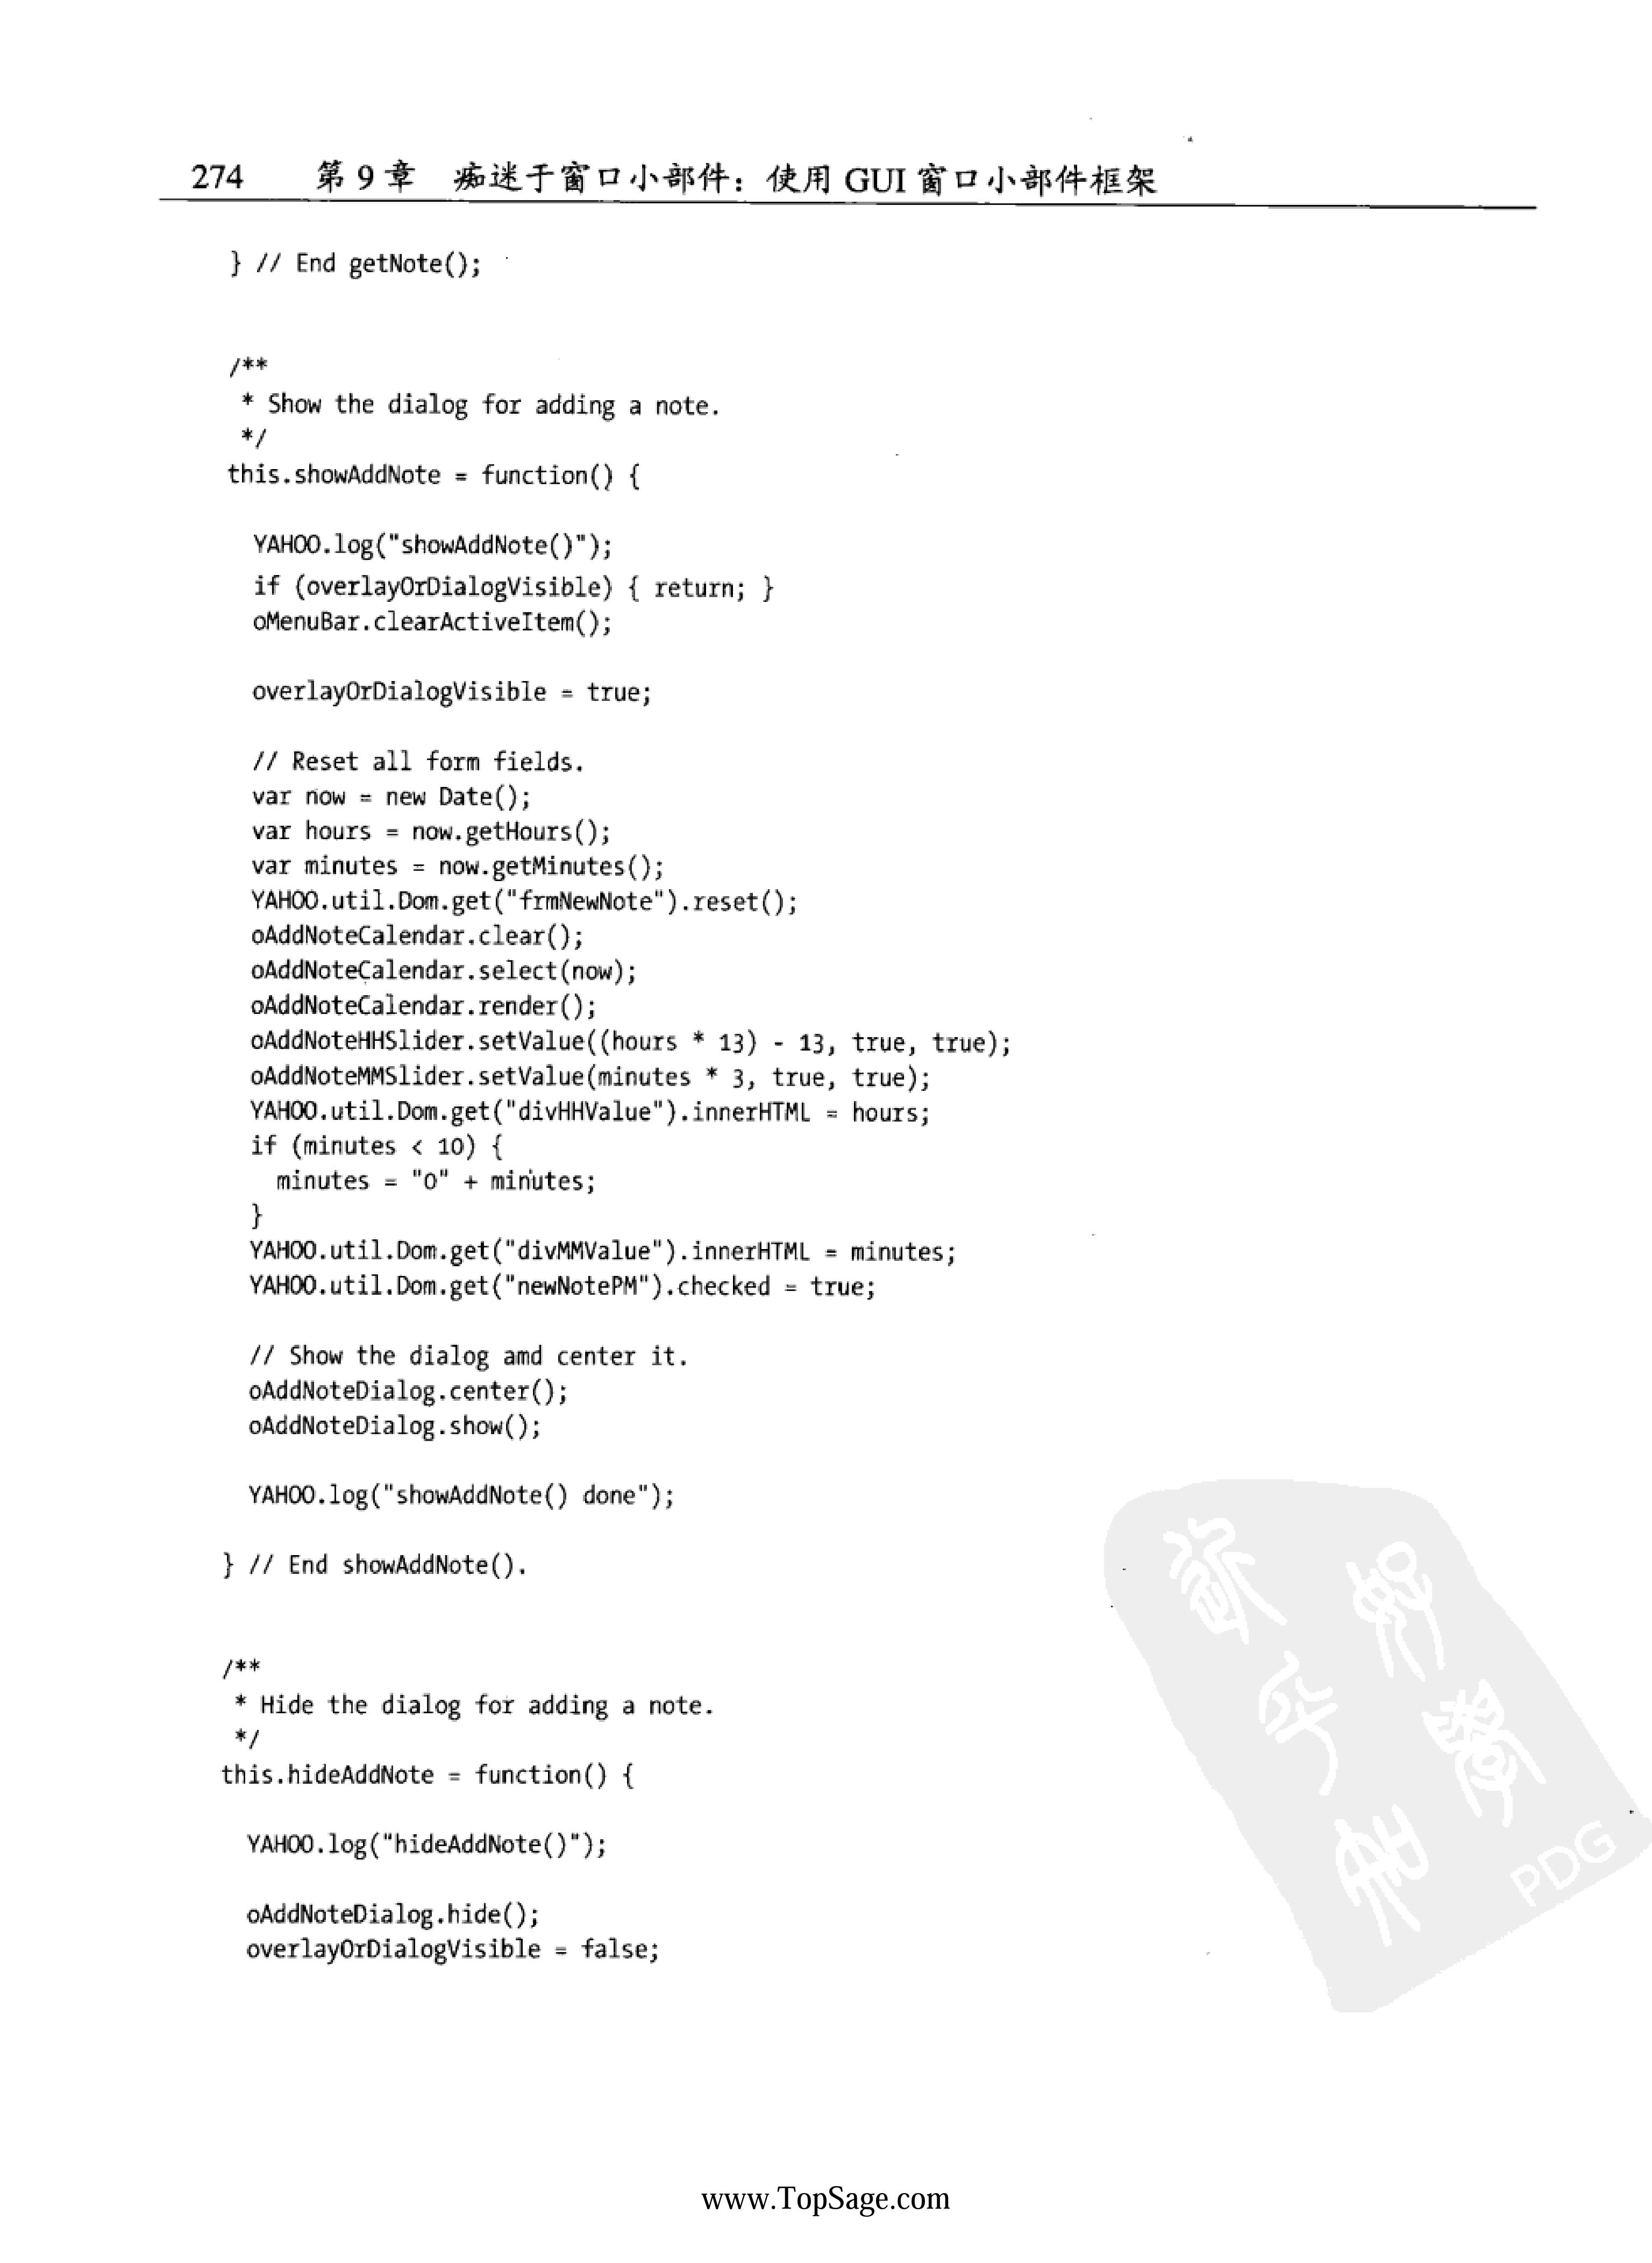 274 第 9 章 痴迷于窗口小部件：使用 GUI 窗口小部件框架
} // End getNote();
/**
* Show the dialog for adding a note.
*/
this.showAddNote = function() {
YAHOO.log("showAddNote()");
if (overlayOrDialogVisible) { return; }
oMenuBar.clearActiveItem();
overlayOrDialogVisible = true;
// Reset all form fields.
var now = new Date();
var hours = now.getHours();
var minutes = now.getMinutes();
YAHOO.util.Dom.get("frmNewNote").reset();
oAddNoteCalendar.clear();
oAddNoteCalendar.select(now);
oAddNoteCalendar.render();
oAddNoteHHSlider.setValue((hours * 13) - 13, true, true);
oAddNoteMMSlider.setValue(minutes * 3, true, true);
YAHOO.util.Dom.get("divHHValue").innerHTML = hours;
if (minutes < 10) {
minutes = "0" + minutes;
}
YAHOO.util.Dom.get("divMMValue").innerHTML = minutes;
YAHOO.util.Dom.get("newNotePM").checked = true;
// Show the dialog amd center it.
oAddNoteDialog.center();
oAddNoteDialog.show();
YAHOO.log("showAddNote() done");
} // End showAddNote().
/**
* Hide the dialog for adding a note.
*/
this.hideAddNote = function() {
YAHOO.log("hideAddNote()");
oAddNoteDialog.hide();
overlayOrDialogVisible = false;
PDG
www.TopSage.com